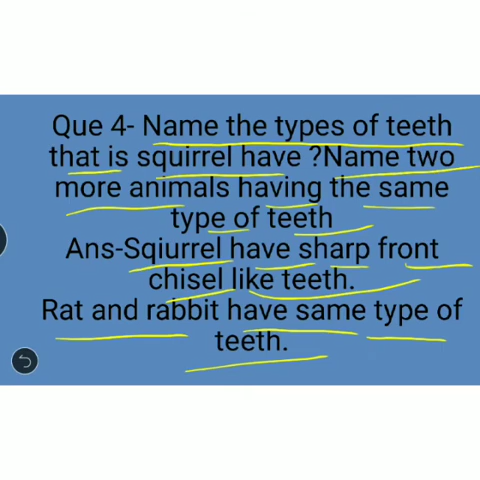 Que 4- Name the types of teeth
that is squirrel have ?Name two
more animals having the same
type of teeth
Ans-Sqiurrel have sharp front
chisel like teeth.
Rat and rabbit have same type of
teeth.